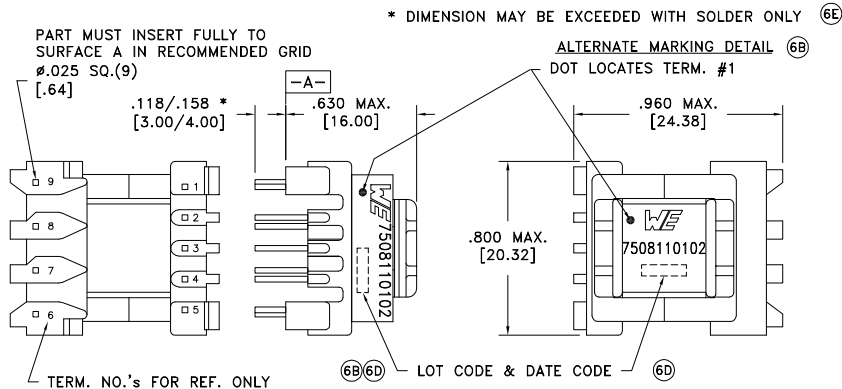 * DIMENSION MAY BE EXCEEDED WITH SOLDER ONLY 6E
PART MUST INSERT FULLY TO
SURFACE A IN RECOMMENDED GRID
ø.025 SQ.(9)
[.64]
ALTERNATE MARKING DETAIL 6B
DOT LOCATES TERM. #1
-A-
.118/.158 *
[3.00/4.00]
.630 MAX.
[16.00]
.960 MAX.
[24.38]
9
8
7
6
1
2
3
4
5
WE
7508110102
.800 MAX.
[20.32]
WE
7508110102
TERM. NO.'s FOR REF. ONLY
6B 6D LOT CODE & DATE CODE 6D